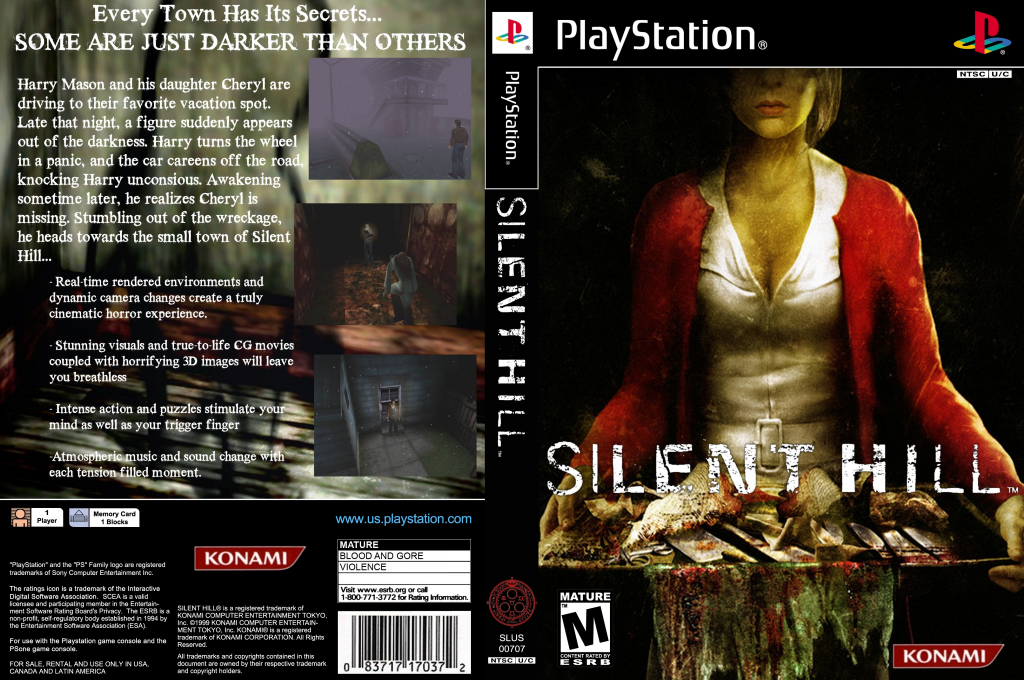 Every Town Has Its Secrets...
SOME ARE JUST DARKER THAN OTHERS
Harry Mason and his daughter Cheryl are
driving to their favorite vacation spot.
Late that night, a figure suddenly appears
out of the darkness. Harry turns the wheel
in a panic, and the car careens off the road,
knocking Harry unconsious. Awakening
sometime later, he realizes Cheryl is
missing. Stumbling out of the wreckage,
he heads towards the small town of Silent
Hill...
- Real-time rendered environments and
dynamic camera changes create a truly
cinematic horror experience.
- Stunning visuals and true-to-life CG movies
coupled with horrifying 3D images will leave
you breathless
- Intense action and puzzles stimulate your
mind as well as your trigger finger
-Atmospheric music and sound change with
each tension filled moment.
1
Player
Memory Card
1 Blocks
www.us.playstation.com
"PlayStation" and the "PS" Family logo are registered
trademarks of Sony Computer Entertainment Inc.
The ratings icon is a trademark of the Interactive
Digital Software Association. SCEA is a valid
licensee and participating member in the Entertain-
ment Software Rating Board's Privacy. The ESRB is a
non-profit, self-regulatory body established in 1994 by
the Entertainment Software Association (ESA).
For use with the Playstation game console and the
PSone game console.
FOR SALE, RENTAL AND USE ONLY IN USA,
CANADA AND LATIN AMERICA
KONAMI
SILENT HILL® is a registered trademark of
KONAMI COMPUTER ENTERTAINMENT TOKYO,
Inc. ©1999 KONAMI COMPUTER ENTERTAIN-
MENT TOKYO, Inc. KONAMI® is a registered
trademark of KONAMI CORPORATION. All Rights
Reserved.
All trademarks and copyrights contained in this
document are owned by their respective trademark
and copyright holders.
MATURE
BLOOD AND GORE
VIOLENCE
Visit www.esrb.org or call
1-800-771-3772 for Rating Information.
0 83717 17037 2
PlayStation®
SILENT HILL™
SLUS
00707
NTSC U/C
PlayStation®
NTSC U/C
SILENT HILL™
MATURE
M™
CONTENT RATED BY
ESRB
KONAMI